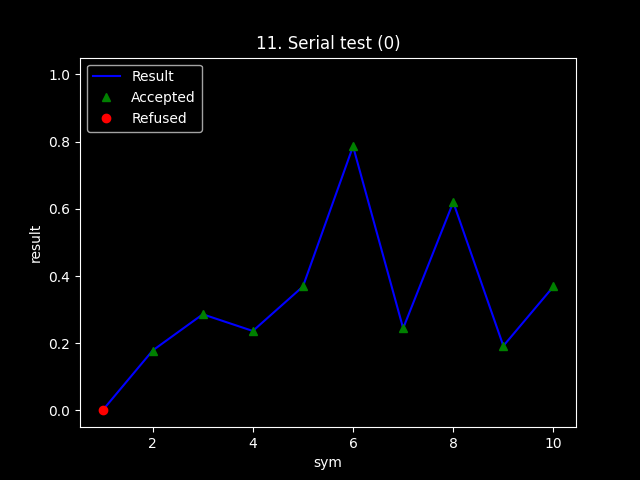 11. Serial test (0)
Result
Accepted
Refused
1.0
0.8
0.6
0.4
0.2
0.0
result
2
4
6
8
10
sym